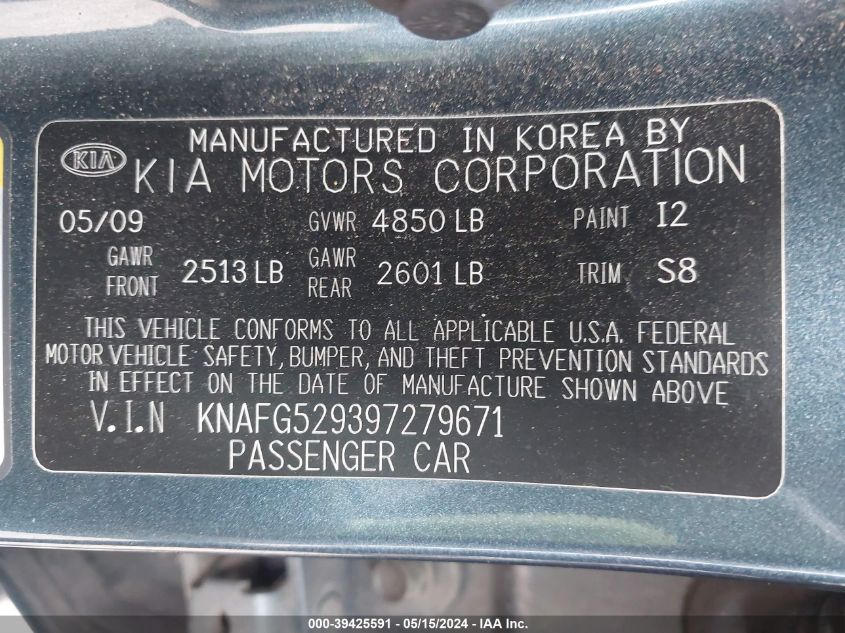 MANUFACTURED IN KOREA BY
KIA KIA MOTORS CORPORATION
05/09 GVWR 4850 LB PAINT I2
GAWR FRONT 2513 LB GAWR REAR 2601 LB TRIM S8
THIS VEHICLE CONFORMS TO ALL APPLICABLE U.S.A. FEDERAL
MOTOR VEHICLE SAFETY, BUMPER, AND THEFT PREVENTION STANDARDS
IN EFFECT ON THE DATE OF MANUFACTURE SHOWN ABOVE
V.I.N KNAFG529397279671
PASSENGER CAR
000-39425591 - 05/15/2024 - IAA Inc.